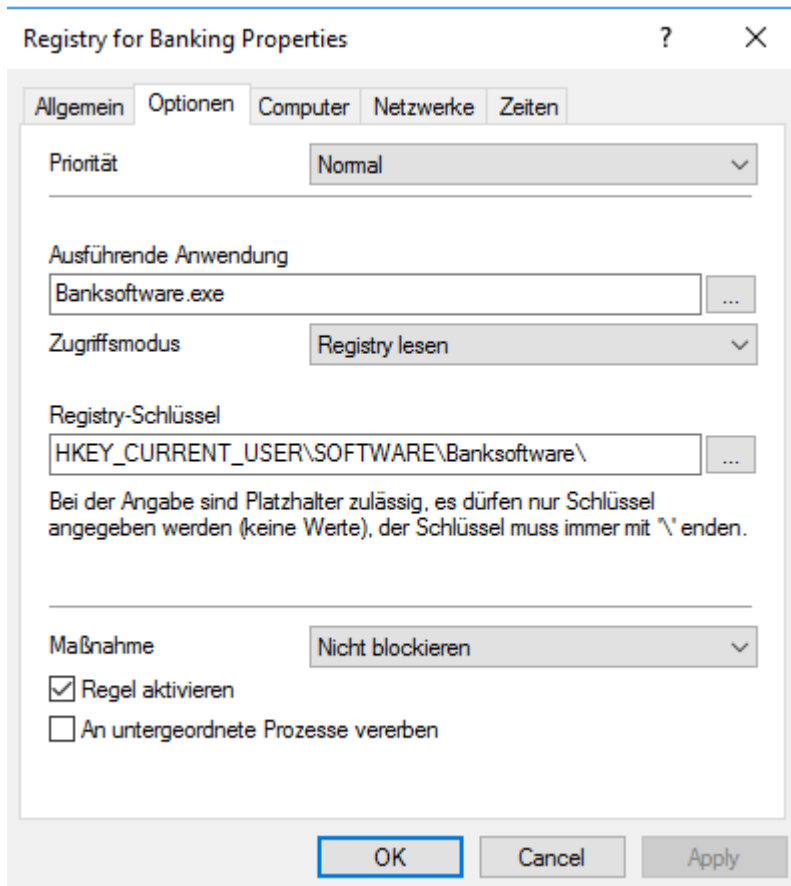 Registry for Banking Properties ? ✕
Allgemein Optionen Computer Netzwerke Zeiten
Priorität Normal
Ausführende Anwendung
Banksoftware.exe ...
Zugriffsmodus Registry lesen
Registry-Schlüssel
HKEY_CURRENT_USER\SOFTWARE\Banksoftware\ ...
Bei der Angabe sind Platzhalter zulässig, es dürfen nur Schlüssel
angegeben werden (keine Werte), der Schlüssel muss immer mit '\' enden.
Maßnahme Nicht blockieren
Regel aktivieren
An untergeordnete Prozesse vererben
OK Cancel Apply